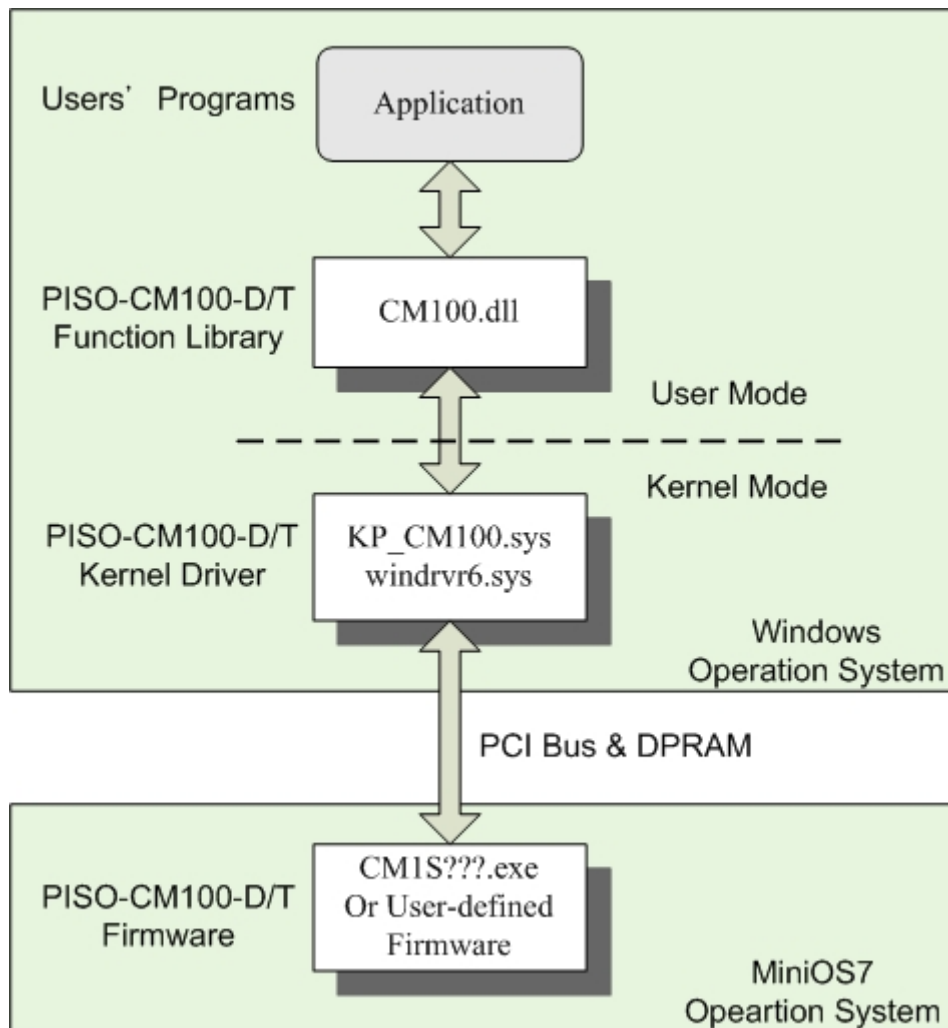 Users' Programs
Application
PISO-CM100-D/T
Function Library
CM100.dll
User Mode
Kernel Mode
PISO-CM100-D/T
Kernel Driver
KP_CM100.sys
windrvr6.sys
Windows
Operation System
PCI Bus & DPRAM
PISO-CM100-D/T
Firmware
CM1S???.exe
Or User-defined
Firmware
MiniOS7
Opeartion System